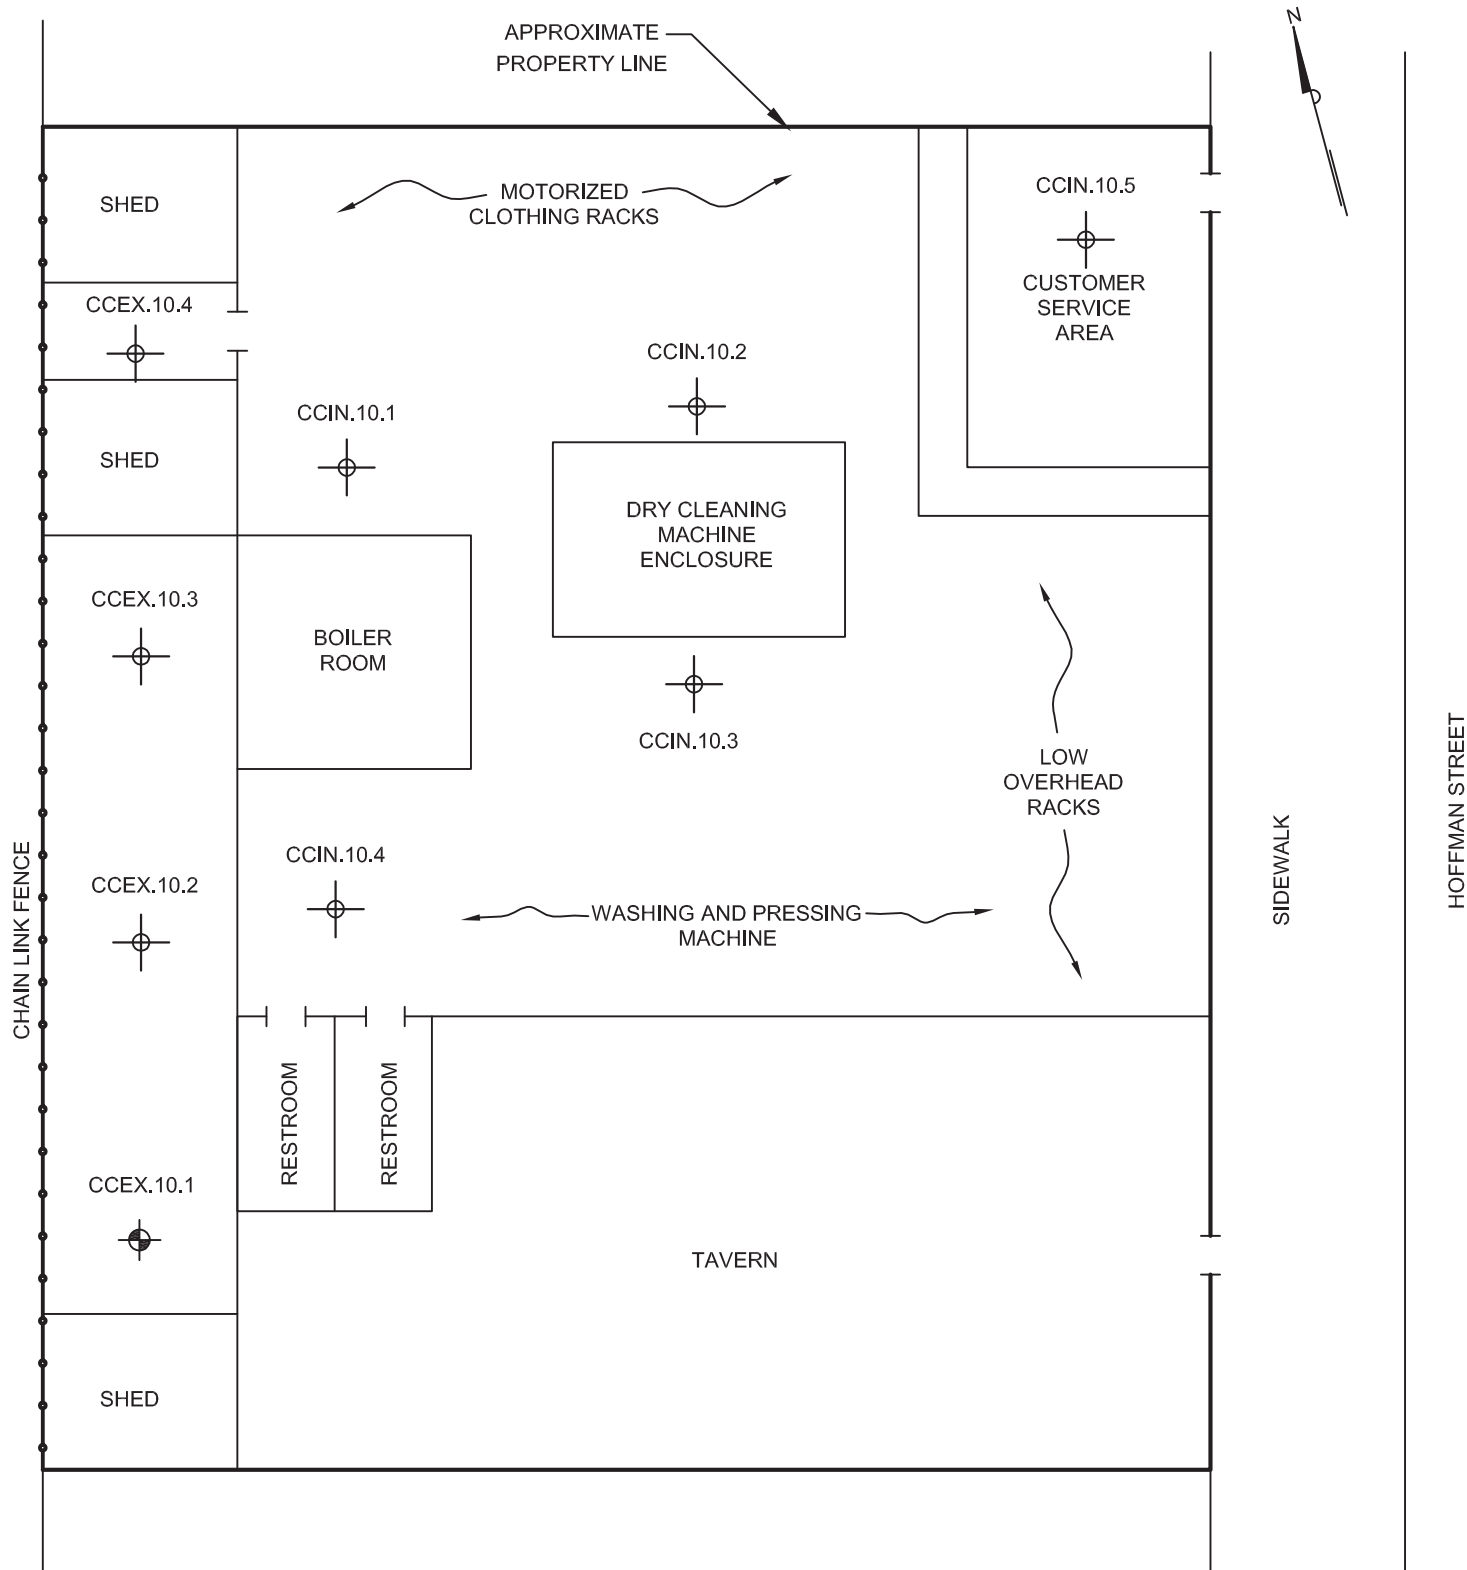 N
APPROXIMATE
PROPERTY LINE
SHED
MOTORIZED
CLOTHING RACKS
CCIN.10.5
CUSTOMER
SERVICE
AREA
CCEX.10.4
CCIN.10.2
CCIN.10.1
SHED
DRY CLEANING
MACHINE
ENCLOSURE
CCEX.10.3
BOILER
ROOM
CCIN.10.3
LOW
OVERHEAD
RACKS
HOFFMAN STREET
SIDEWALK
CHAIN LINK FENCE
CCEX.10.2
CCIN.10.4
WASHING AND PRESSING
MACHINE
RESTROOM
RESTROOM
CCEX.10.1
TAVERN
SHED